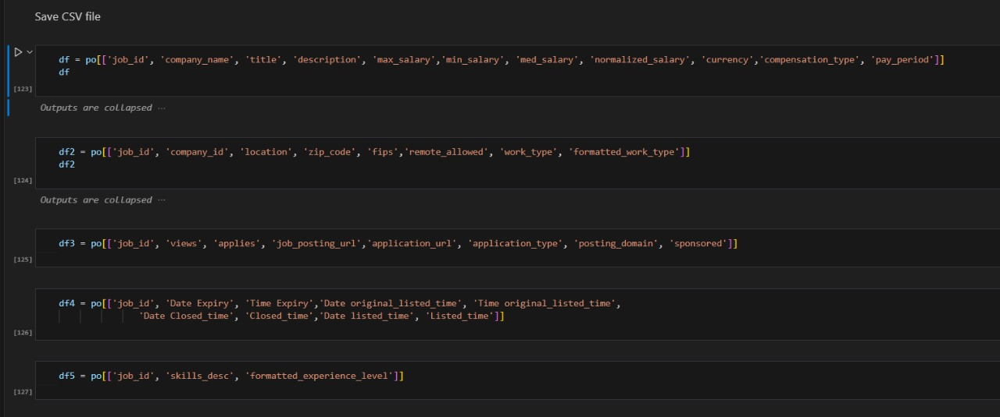 Save CSV file
df = po[['job_id', 'company_name', 'title', 'description', 'max_salary','min_salary', 'med_salary', 'normalized_salary', 'currency','compensation_type', 'pay_period']]
df
[123]
Outputs are collapsed ...
df2 = po[['job_id', 'company_id', 'location', 'zip_code', 'fips','remote_allowed', 'work_type', 'formatted_work_type']]
df2
[124]
Outputs are collapsed ...
df3 = po[['job_id', 'views', 'applies', 'job_posting_url','application_url', 'application_type', 'posting_domain', 'sponsored']]
[125]
df4 = po[['job_id', 'Date Expiry', 'Time Expiry','Date original_listed_time', 'Time original_listed_time',
'Date Closed_time', 'Closed_time','Date listed_time', 'Listed_time']]
[126]
df5 = po[['job_id', 'skills_desc', 'formatted_experience_level']]
[127]